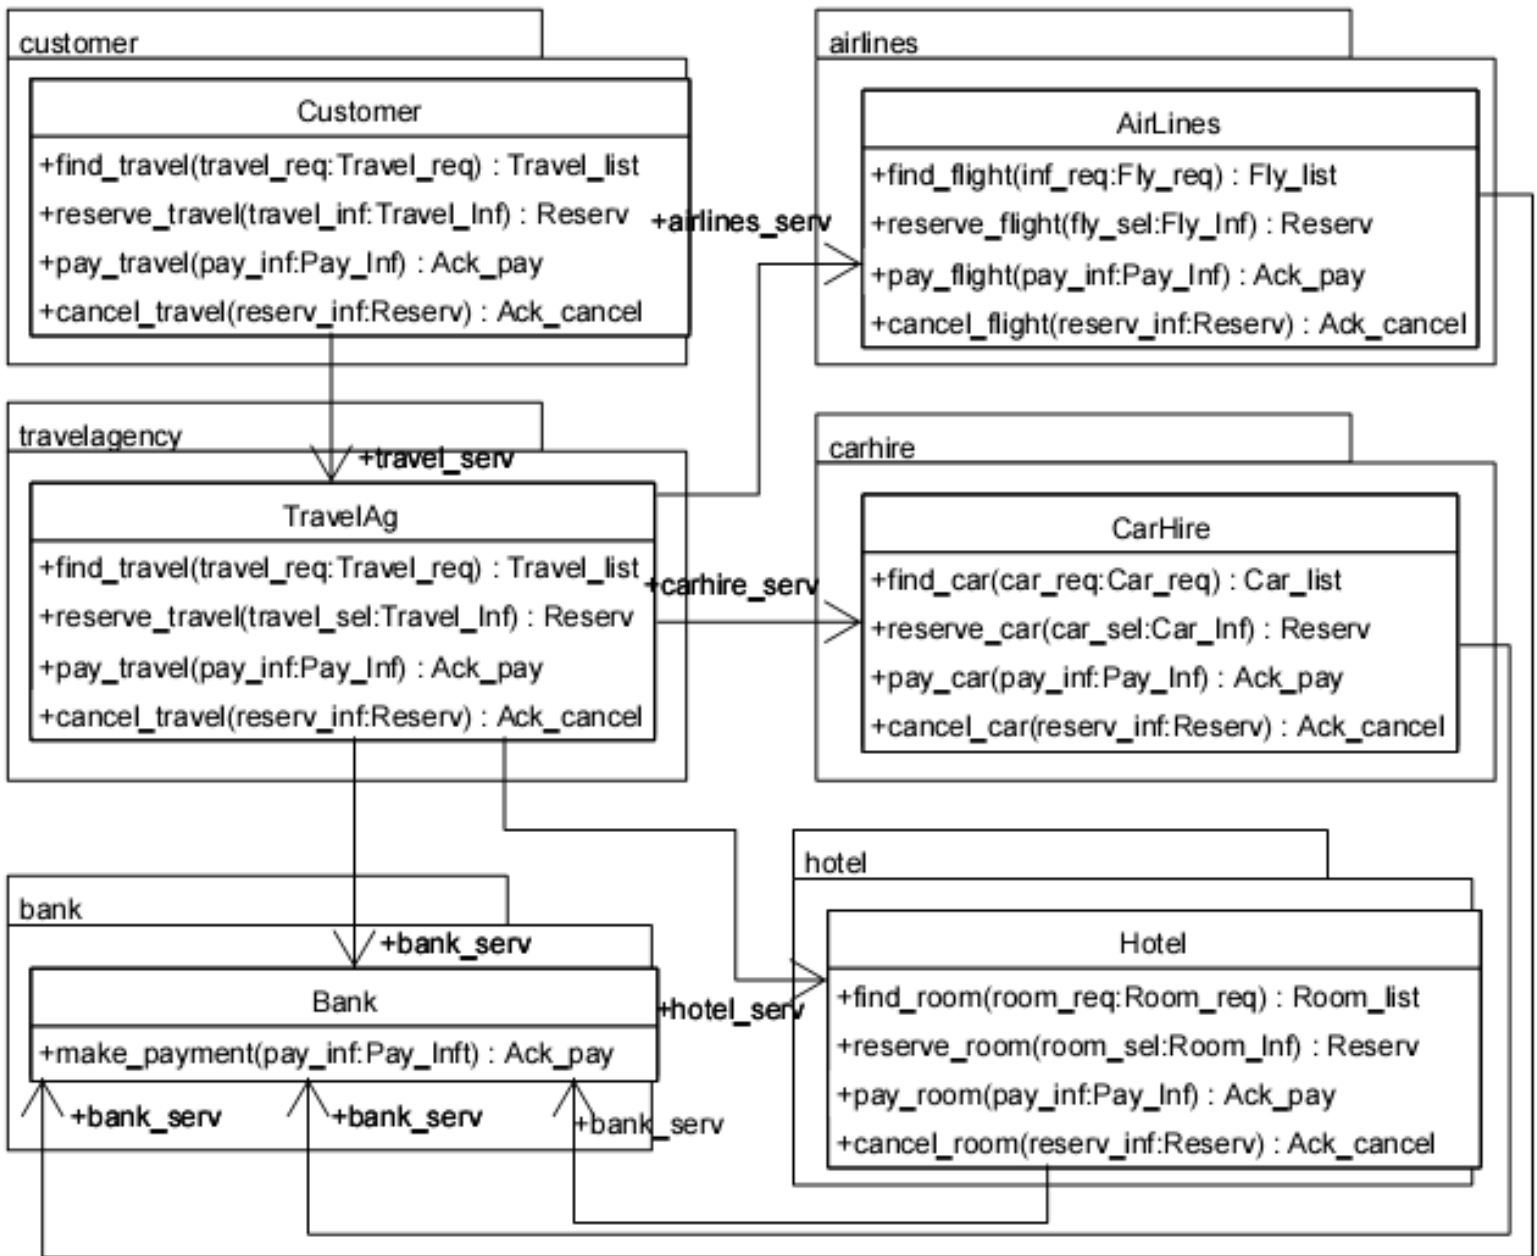 customer
Customer
+find_travel(travel_req:Travel_req) : Travel_list
+reserve_travel(travel_inf:Travel_Inf) : Reserv
+pay_travel(pay_inf:Pay_Inf) : Ack_pay
+cancel_travel(reserv_inf:Reserv) : Ack_cancel
airlines
AirLines
+find_flight(inf_req:Fly_req) : Fly_list
+reserve_flight(fly_sel:Fly_Inf) : Reserv
+pay_flight(pay_inf:Pay_Inf) : Ack_pay
+cancel_flight(reserv_inf:Reserv) : Ack_cancel
+airlines_serv
travelagency
+travel_serv
TravelAg
+find_travel(travel_req:Travel_req) : Travel_list
+reserve_travel(travel_sel:Travel_Inf) : Reserv
+pay_travel(pay_inf:Pay_Inf) : Ack_pay
+cancel_travel(reserv_inf:Reserv) : Ack_cancel
+carhire_serv
carhire
CarHire
+find_car(car_req:Car_req) : Car_list
+reserve_car(car_sel:Car_Inf) : Reserv
+pay_car(pay_inf:Pay_Inf) : Ack_pay
+cancel_car(reserv_inf:Reserv) : Ack_cancel
bank
+bank_serv
Bank
+make_payment(pay_inf:Pay_Inft) : Ack_pay
+bank_serv
+bank_serv
+bank_serv
+hotel_serv
hotel
Hotel
+find_room(room_req:Room_req) : Room_list
+reserve_room(room_sel:Room_Inf) : Reserv
+pay_room(pay_inf:Pay_Inf) : Ack_pay
+cancel_room(reserv_inf:Reserv) : Ack_cancel